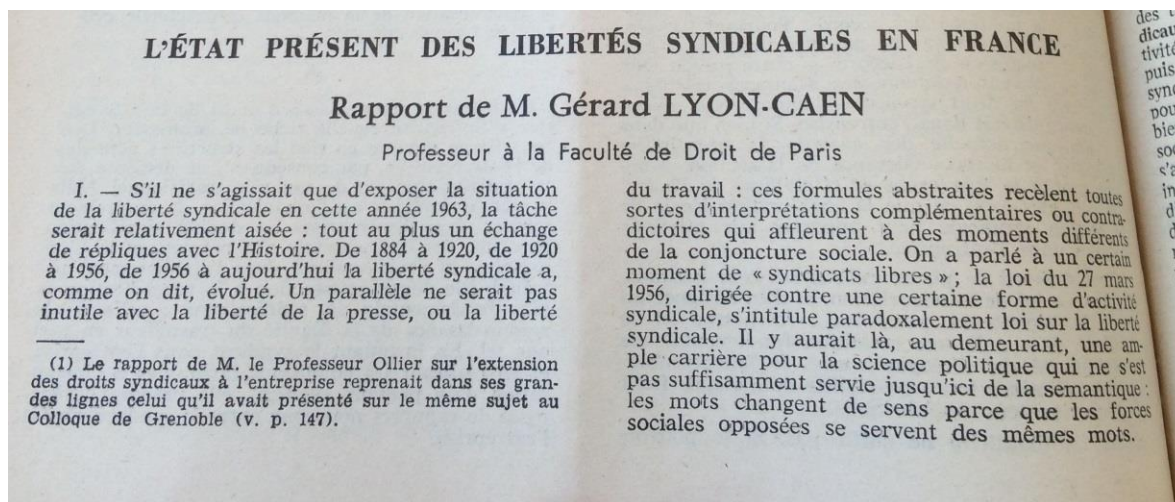 L'ÉTAT PRÉSENT DES LIBERTÉS SYNDICALES EN FRANCE
Rapport de M. Gérard LYON-CAEN
Professeur à la Faculté de Droit de Paris
I. — S'il ne s'agissait que d'exposer la situation
de la liberté syndicale en cette année 1963, la tâche
serait relativement aisée : tout au plus un échange
de répliques avec l'Histoire. De 1884 à 1920, de 1920
à 1956, de 1956 à aujourd'hui la liberté syndicale a,
comme on dit, évolué. Un parallèle ne serait pas
inutile avec la liberté de la presse, ou la liberté
(1) Le rapport de M. le Professeur Ollier sur l'extension
des droits syndicaux à l'entreprise reprenait dans ses gran-
des lignes celui qu'il avait présenté sur le même sujet au
Colloque de Grenoble (v. p. 147).
du travail : ces formules abstraites recèlent toutes
sortes d'interprétations complémentaires ou contra-
dictoires qui affleurent à des moments différents
de la conjoncture sociale. On a parlé à un certain
moment de « syndicats libres » ; la loi du 27 mars
1956, dirigée contre une certaine forme d'activité
syndicale, s'intitule paradoxalement loi sur la liberté
syndicale. Il y aurait là, au demeurant, une am-
ple carrière pour la science politique qui ne s'est
pas suffisamment servie jusqu'ici de la semantique :
les mots changent de sens parce que les forces
sociales opposées se servent des mêmes mots.